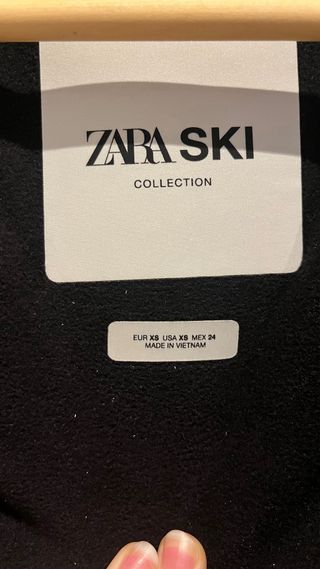 ZARA SKI
COLLECTION
EUR XS USA XS MEX 24
MADE IN VIETNAM